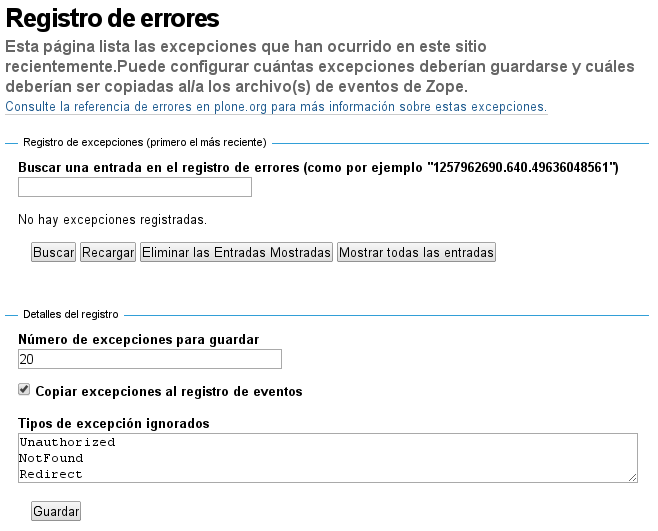 Registro de errores
Esta página lista las excepciones que han ocurrido en este sitio
recientemente.Puede configurar cuántas excepciones deberían guardarse y cuáles
deberían ser copiadas al/a los archivo(s) de eventos de Zope.
Consulte la referencia de errores en plone.org para más información sobre estas excepciones.
Registro de excepciones (primero el más reciente)
Buscar una entrada en el registro de errores (como por ejemplo "1257962690.640.49636048561")
No hay excepciones registradas.
Buscar Recargar Eliminar las Entradas Mostradas Mostrar todas las entradas
Detalles del registro
Número de excepciones para guardar
20
Copiar excepciones al registro de eventos
Tipos de excepción ignorados
Unauthorized
NotFound
Redirect
Guardar